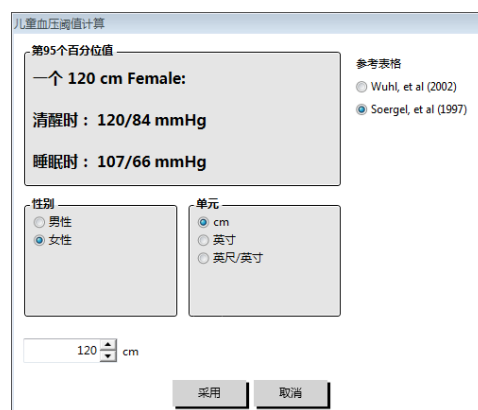 儿童血压阈值计算
第95个百分位值
一个 120 cm Female:
清醒时： 120/84 mmHg
睡眠时： 107/66 mmHg
参考表格
Wuhl, et al (2002)
Soergel, et al (1997)
性别
男性
女性
单元
cm
英寸
英尺/英寸
120 cm
采用
取消